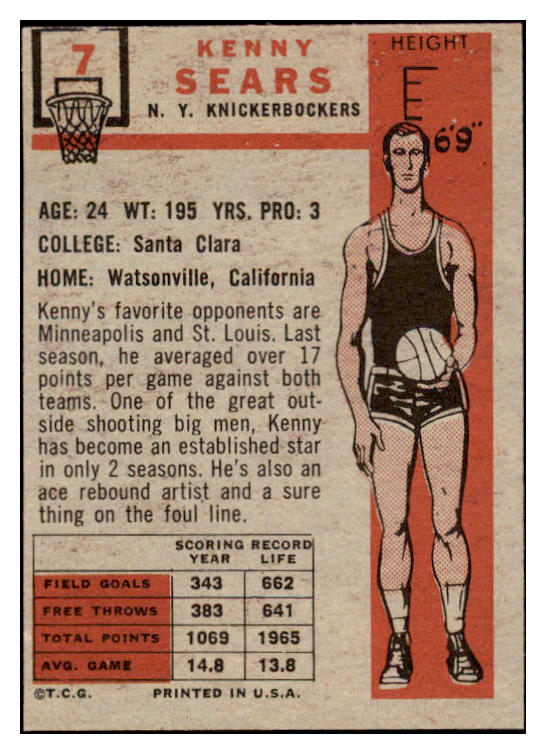 7
KENNY
SEARS
N. Y. KNICKERBOCKERS
HEIGHT
6'9"
AGE: 24 WT: 195 YRS. PRO: 3
COLLEGE: Santa Clara
HOME: Watsonville, California
Kenny's favorite opponents are
Minneapolis and St. Louis. Last
season, he averaged over 17
points per game against both
teams. One of the great out-
side shooting big men, Kenny
has become an established star
in only 2 seasons. He's also an
ace rebound artist and a sure
thing on the foul line.
SCORING RECORD
YEAR LIFE
FIELD GOALS 343 662
FREE THROWS 383 641
TOTAL POINTS 1069 1965
AVG. GAME 14.8 13.8
©T.C.G. PRINTED IN U.S.A.